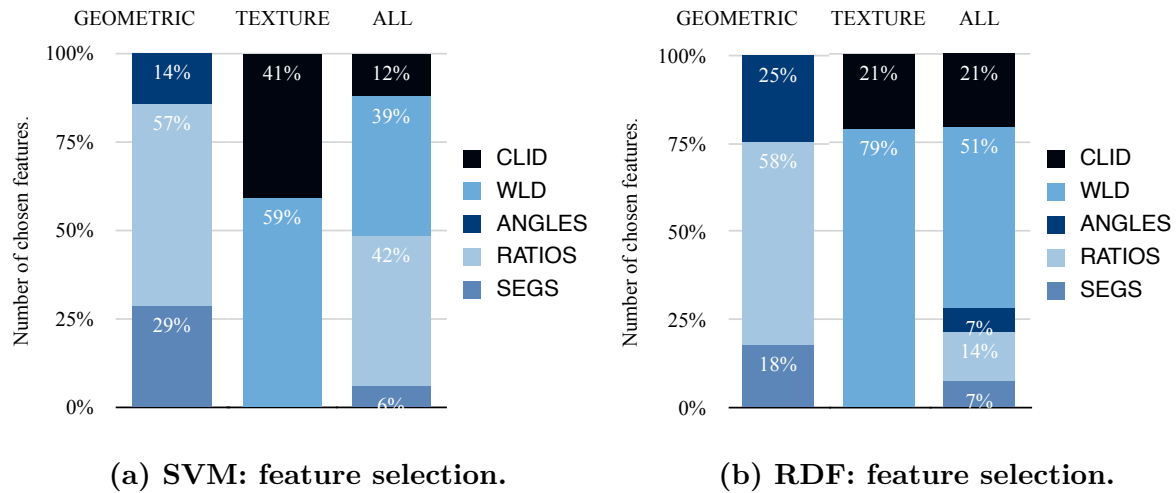 GEOMETRIC TEXTURE ALL
100%
75%
50%
25%
0%
Number of chosen features.
14%
57%
29%
41%
59%
12%
39%
42%
6%
CLID
WLD
ANGLES
RATIOS
SEGS
(a) SVM: feature selection.
GEOMETRIC TEXTURE ALL
100%
75%
50%
25%
0%
Number of chosen features.
25%
58%
18%
21%
79%
21%
51%
7%
14%
7%
CLID
WLD
ANGLES
RATIOS
SEGS
(b) RDF: feature selection.